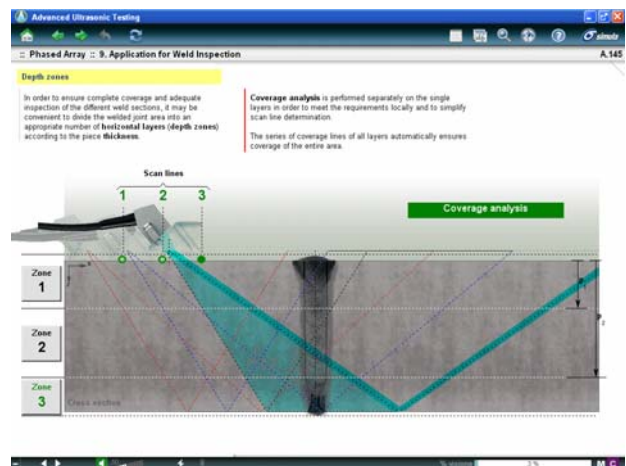 Advanced Ultrasonic Testing
:: Phased Array :: 9. Application for Weld Inspection
A.145
Depth zones
In order to ensure complete coverage and adequate
inspection of the different weld sections, it may be
convenient to divide the welded joint area into an
appropriate number of horizontal layers (depth zones)
according to the piece thickness.
Coverage analysis is performed separately on the single
layers in order to meet the requirements locally and to simplify
scan line determination.
The series of coverage lines of all layers automatically ensures
coverage of the entire area.
Scan lines
1 2 3
Coverage analysis
Zone
1
Zone
2
Zone
3
Cross section
3 %
M C